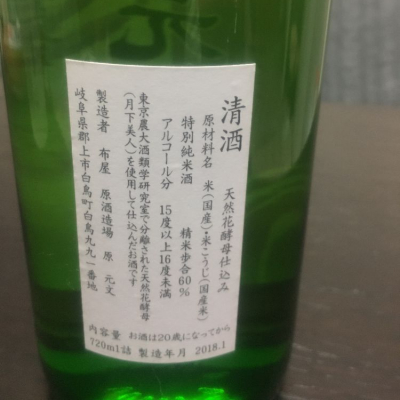 清酒　天然花酵母仕込み
原材料名　米(国産)・米こうじ(国産米)
特別純米酒　精米歩合60%
アルコール分　15度以上16度未満
東京農大酒類学研究室で分離された天然花酵母
(月下美人)を使用して仕込んだお酒です
製造者　布屋　原酒造場　原　元文
岐阜県郡上市白鳥町白鳥九九一番地
内容量　お酒は20歳になってから
720ml詰　製造年月　2018.1